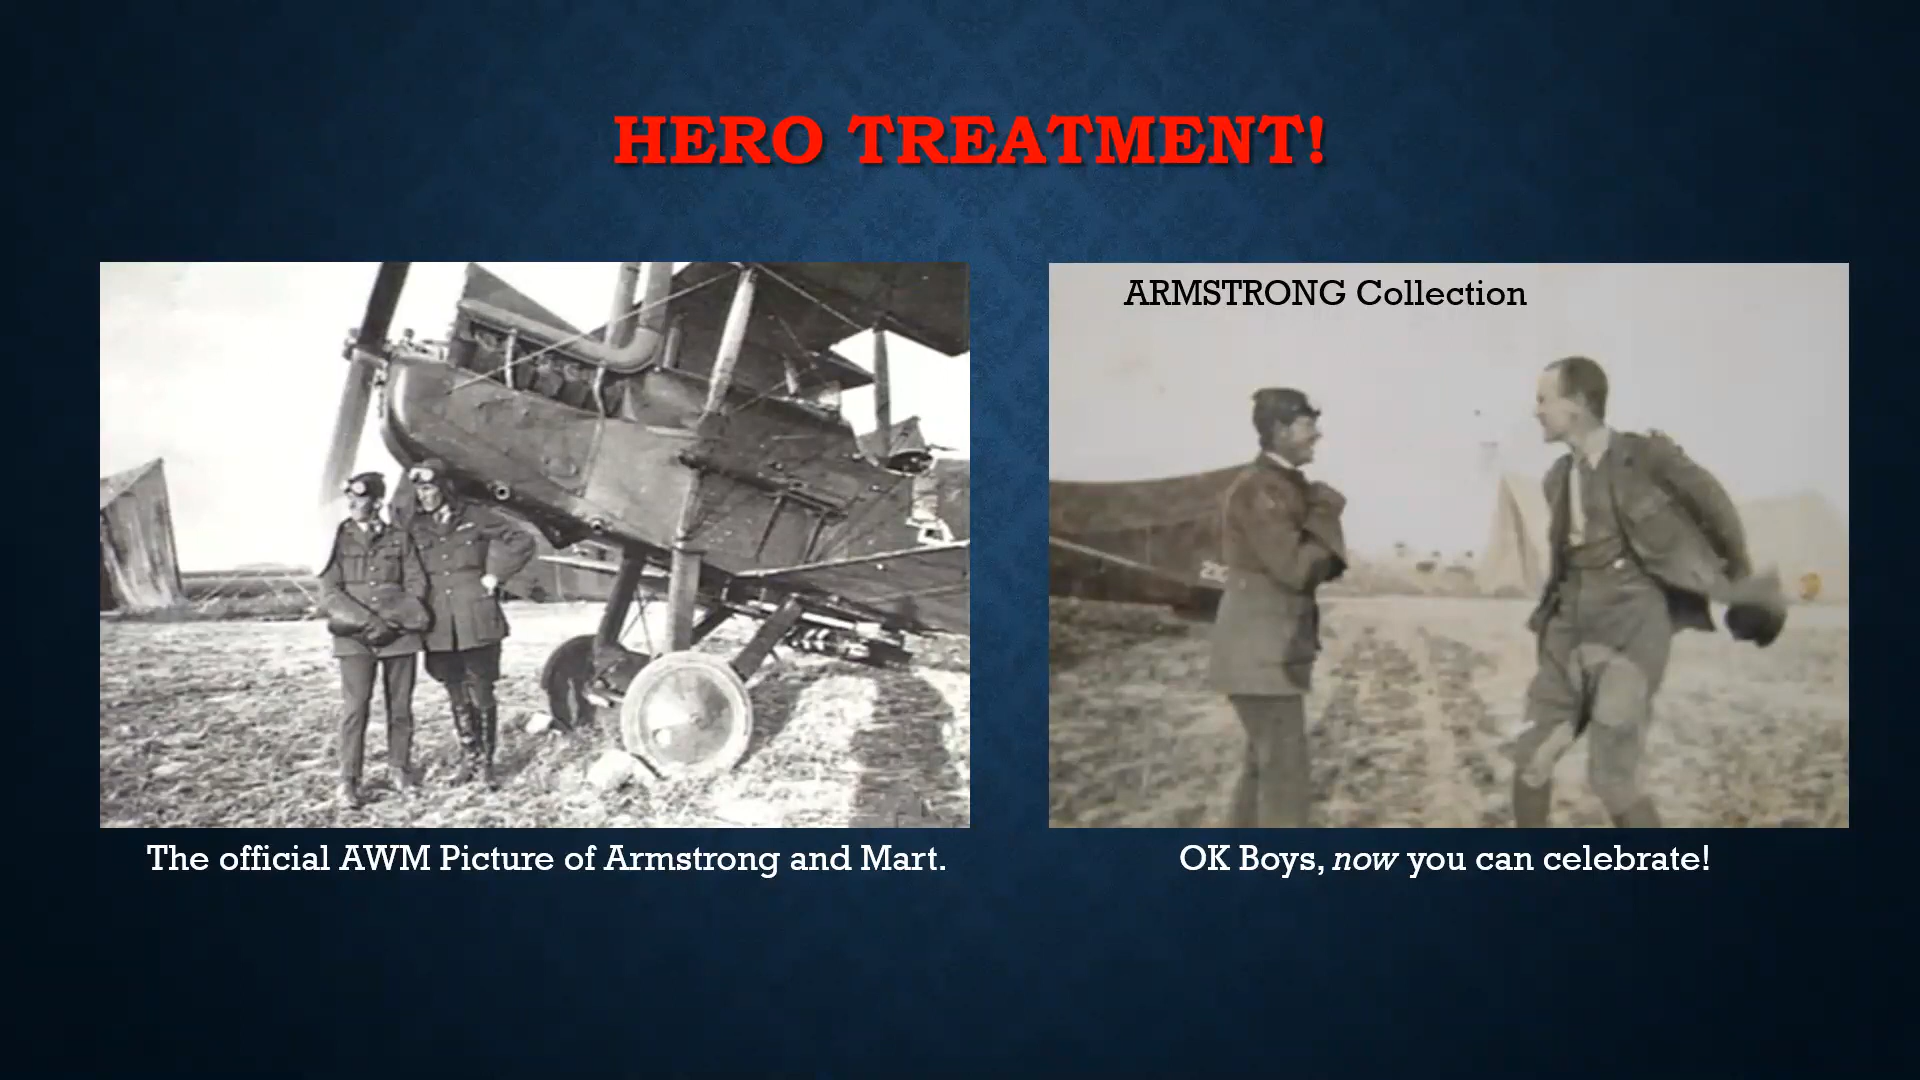 HERO TREATMENT!
ARMSTRONG Collection
The official AWM Picture of Armstrong and Mart.
OK Boys, now you can celebrate!